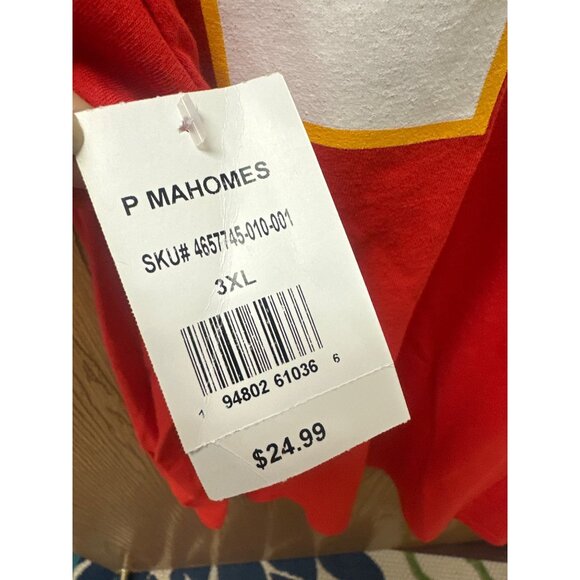 P MAHOMES
SKU# 4657745-010-001
3XL
1 94802 61036 6
$24.99